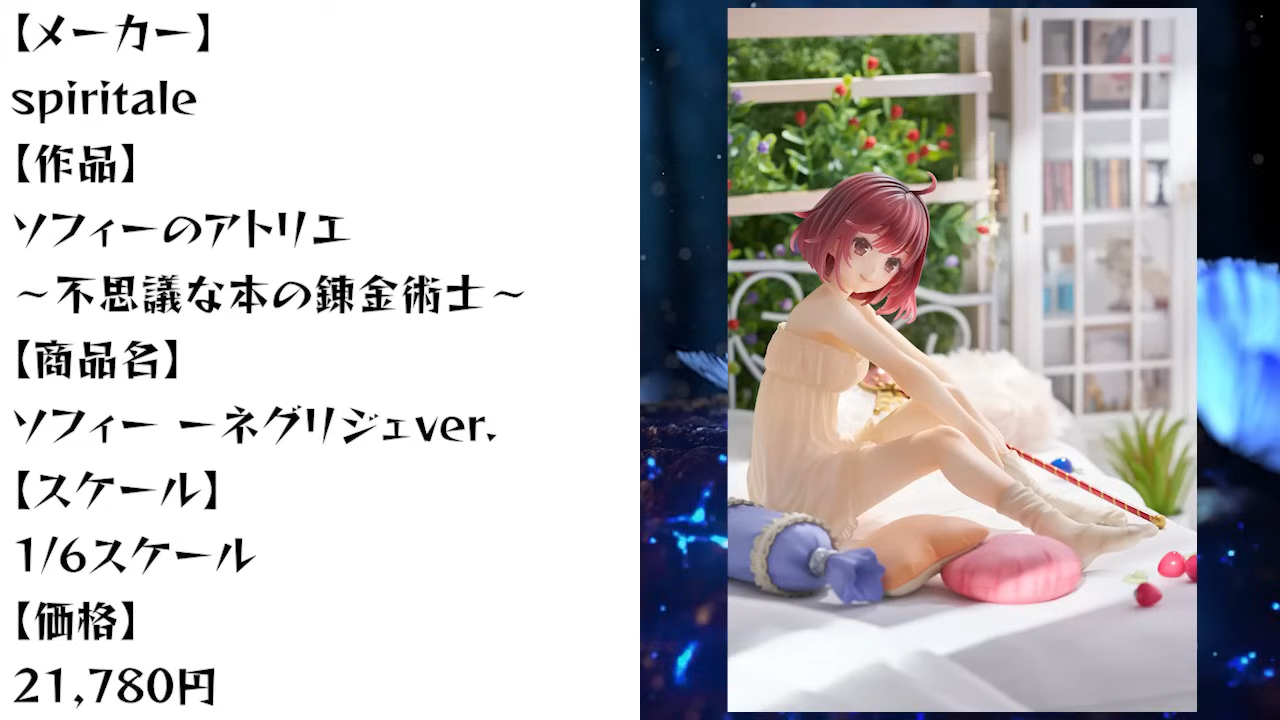 【メーカー】
spiritale
【作品】
ソフィーのアトリエ
～不思議な本の錬金術士～
【商品名】
ソフィー ーネグリジェver.
【スケール】
1/6スケール
【価格】
21,780円